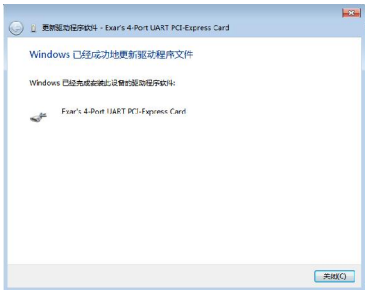 更新驱动程序软件 - Exar's 4-Port UART PCI-Express Card
Windows 已经成功地更新驱动程序文件
Windows 已经完成安装此设备的驱动程序软件:
Exar's 4-Port UART PCI-Express Card
关闭(C)